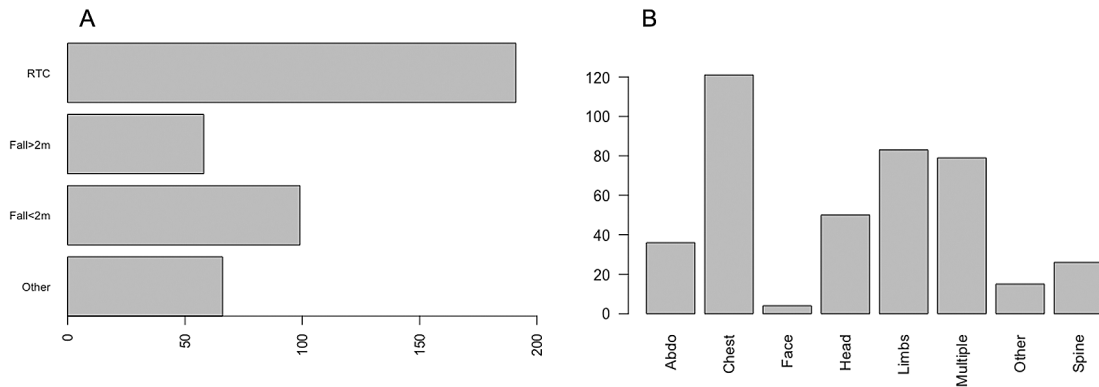 A
RTC
Fall>2m
Fall<2m
Other
0 50 100 150 200
B
120
100
80
60
40
20
0
Abdo Chest Face Head Limbs Multiple Other Spine